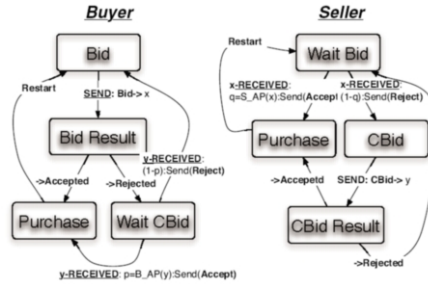 Buyer
Bid
Restart
SEND: Bid-> x
Bid Result
y-RECEIVED:
(1-p):Send(Reject)
->Accepted
->Rejected
Purchase
Wait CBid
y-RECEIVED: p=B_AP(y):Send(Accept)
Seller
Restart
Wait Bid
x-RECEIVED:
q=S_AP(x):Send(Accept
x-RECEIVED:
(1-q):Send(Reject)
Purchase
CBid
->Accepetd
SEND: CBid-> y
CBid Result
->Rejected